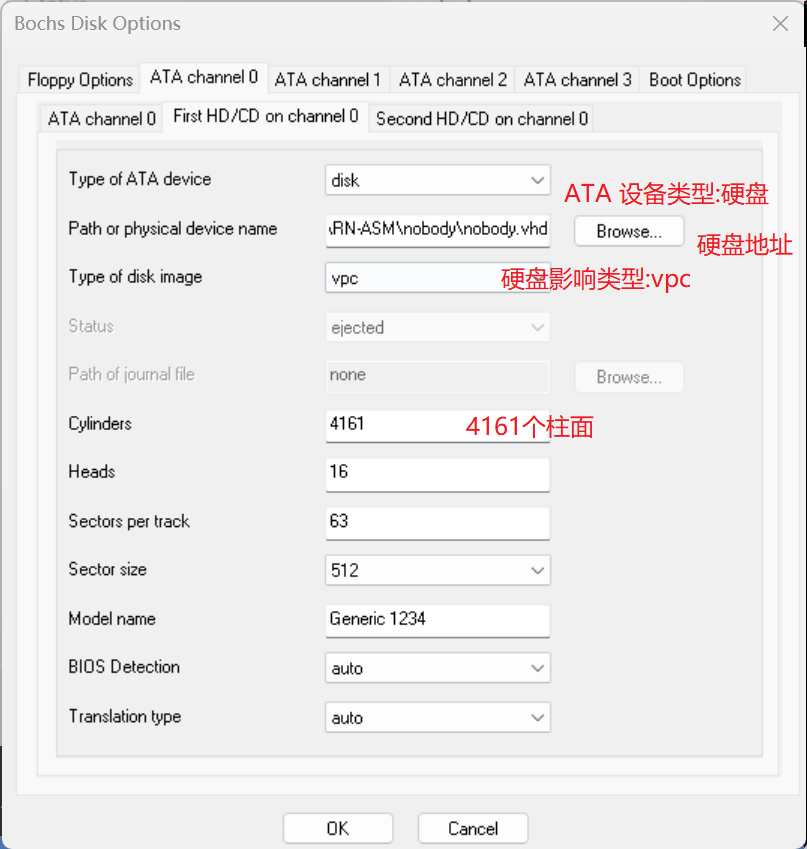 Bochs Disk Options
Floppy Options ATA channel 0 ATA channel 1 ATA channel 2 ATA channel 3 Boot Options
ATA channel 0 First HD/CD on channel 0 Second HD/CD on channel 0
Type of ATA device disk ATA 设备类型:硬盘
Path or physical device name \RN-ASM\nobody\nobody.vhd Browse... 硬盘地址
Type of disk image vpc 硬盘影响类型:vpc
Status ejected
Path of journal file none Browse...
Cylinders 4161 4161个柱面
Heads 16
Sectors per track 63
Sector size 512
Model name Generic 1234
BIOS Detection auto
Translation type auto
OK Cancel